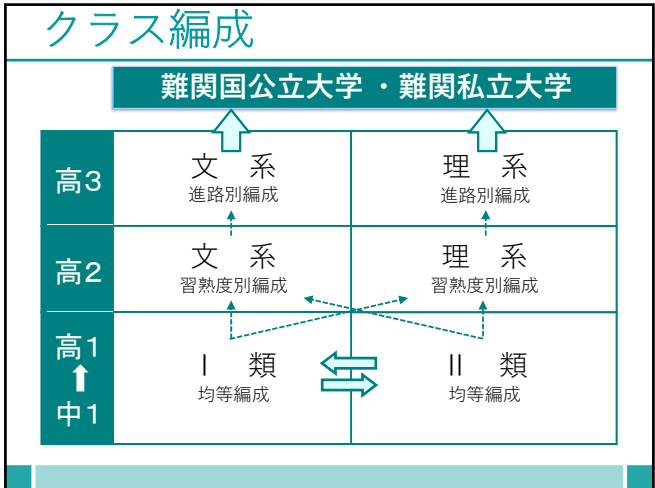 クラス編成
難関国公立大学 ・難関私立大学
高3
文 系
進路別編成
理 系
進路別編成
高2
文 系
習熟度別編成
理 系
習熟度別編成
高1
中1
Ⅰ 類
均等編成
Ⅱ 類
均等編成